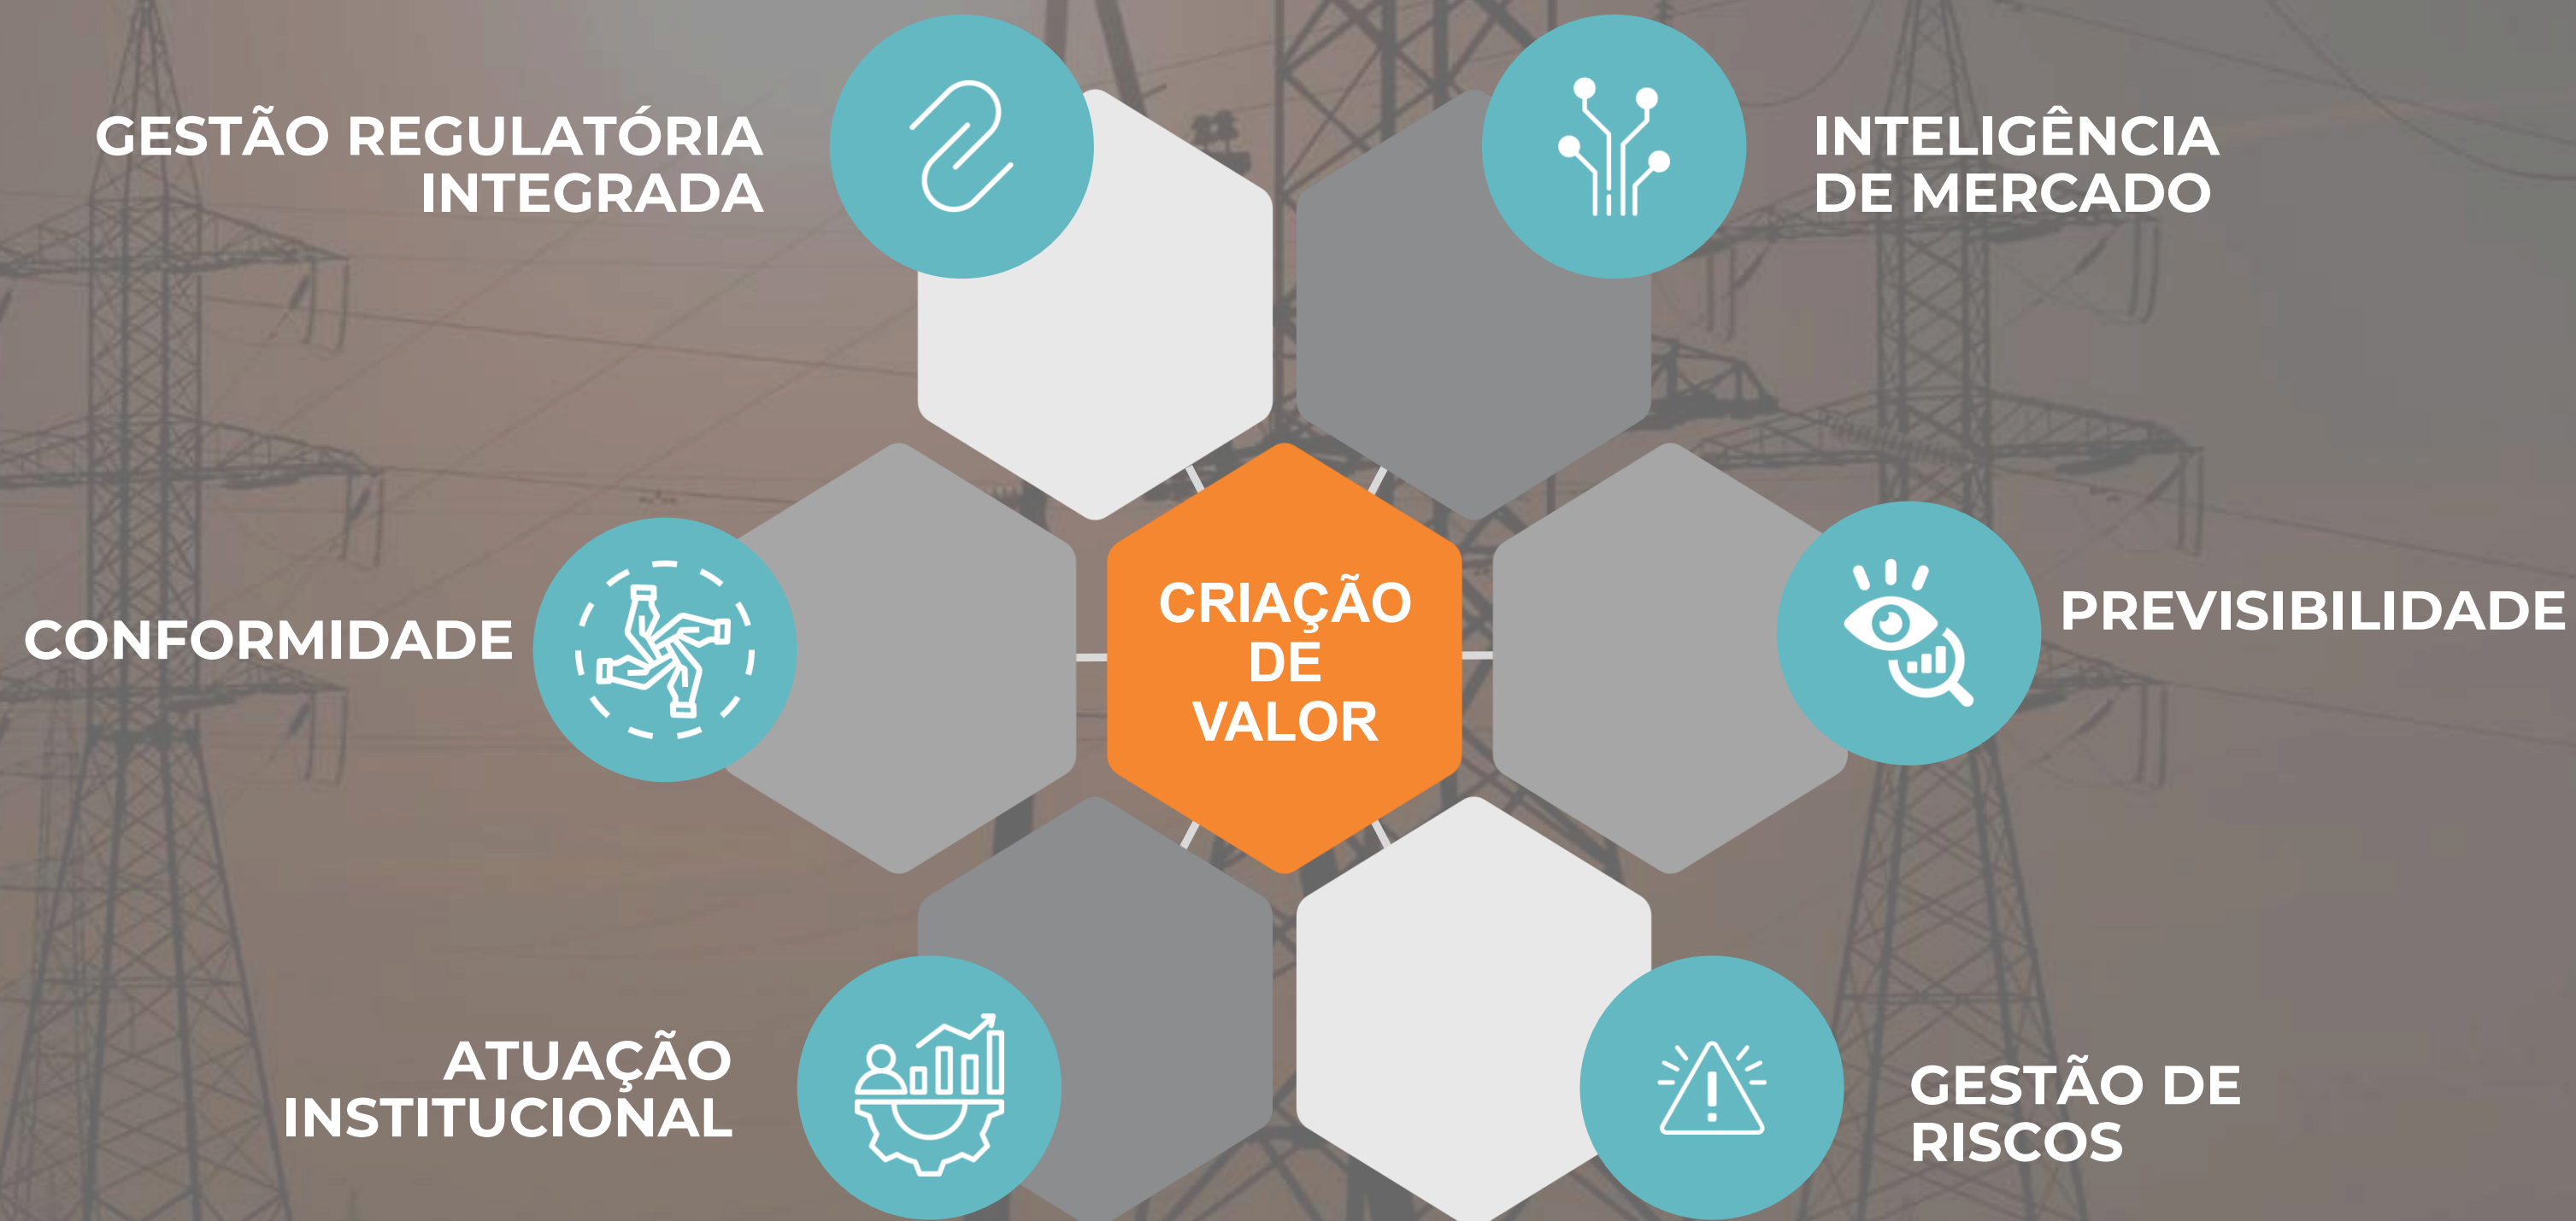 GESTÃO REGULATÓRIA
INTEGRADA
INTELIGÊNCIA
DE MERCADO
CONFORMIDADE
CRIAÇÃO
DE
VALOR
PREVISIBILIDADE
ATUAÇÃO
INSTITUCIONAL
GESTÃO DE
RISCOS